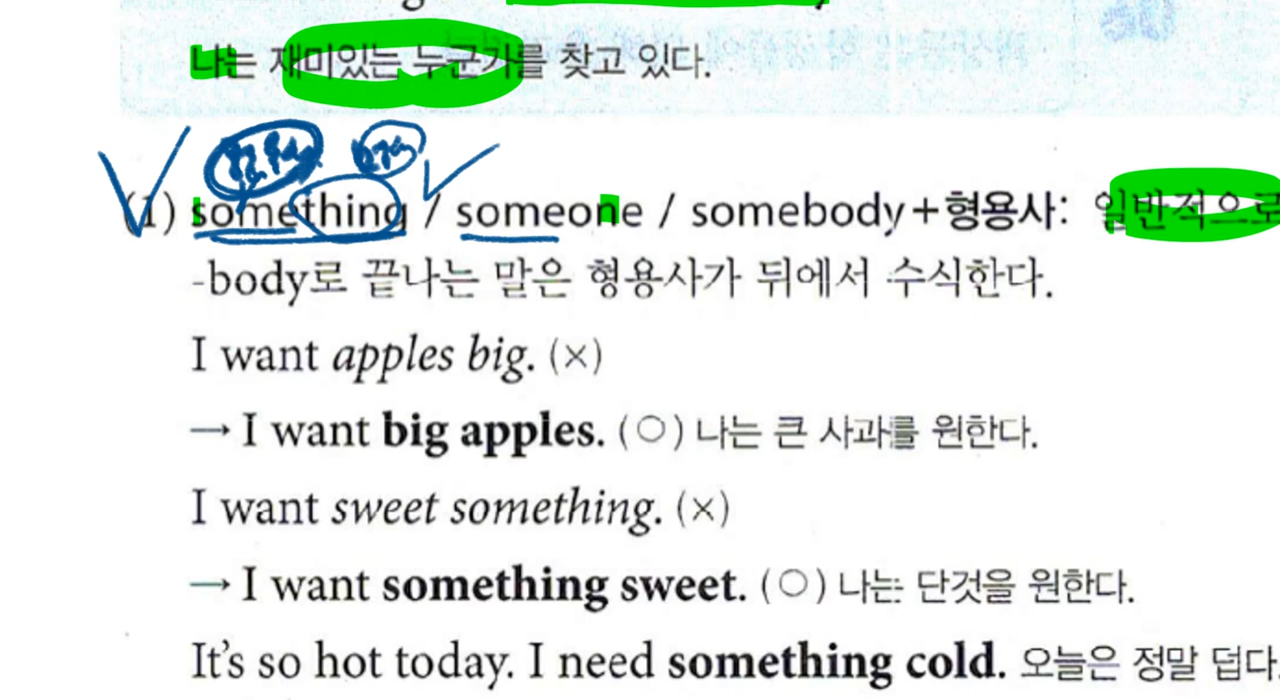 나는 재미있는 누군가를 찾고 있다.
(1) something / someone / somebody+형용사: 일반적으로
-body로 끝나는 말은 형용사가 뒤에서 수식한다.
I want apples big. (×)
→ I want big apples. (○) 나는 큰 사과를 원한다.
I want sweet something. (×)
→ I want something sweet. (○) 나는 단것을 원한다.
It's so hot today. I need something cold. 오늘은 정말 덥다.